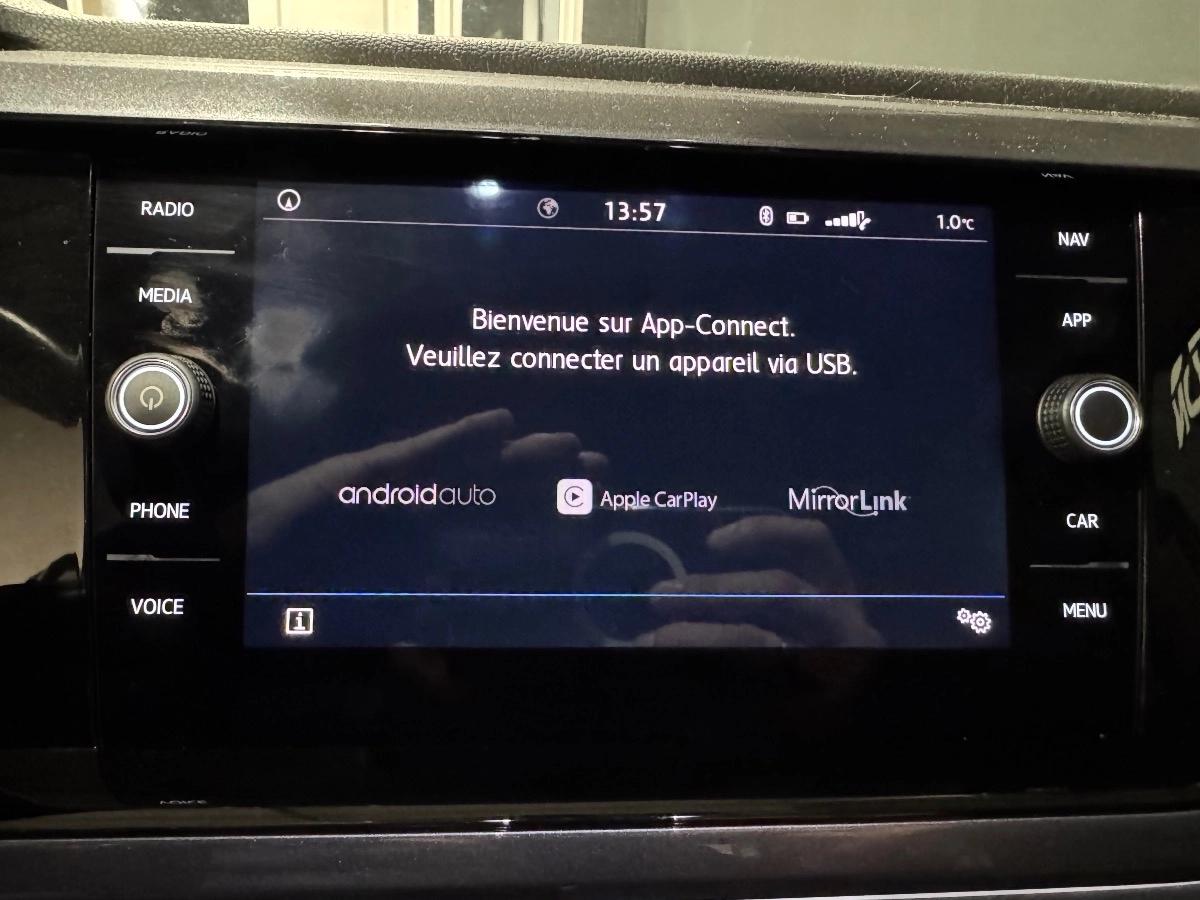 RADIO
MEDIA
PHONE
VOICE
13:57
1.0°C
Bienvenue sur App-Connect.
Veuillez connecter un appareil via USB.
androidauto
Apple CarPlay
MirrorLink
i
NAV
APP
CAR
MENU